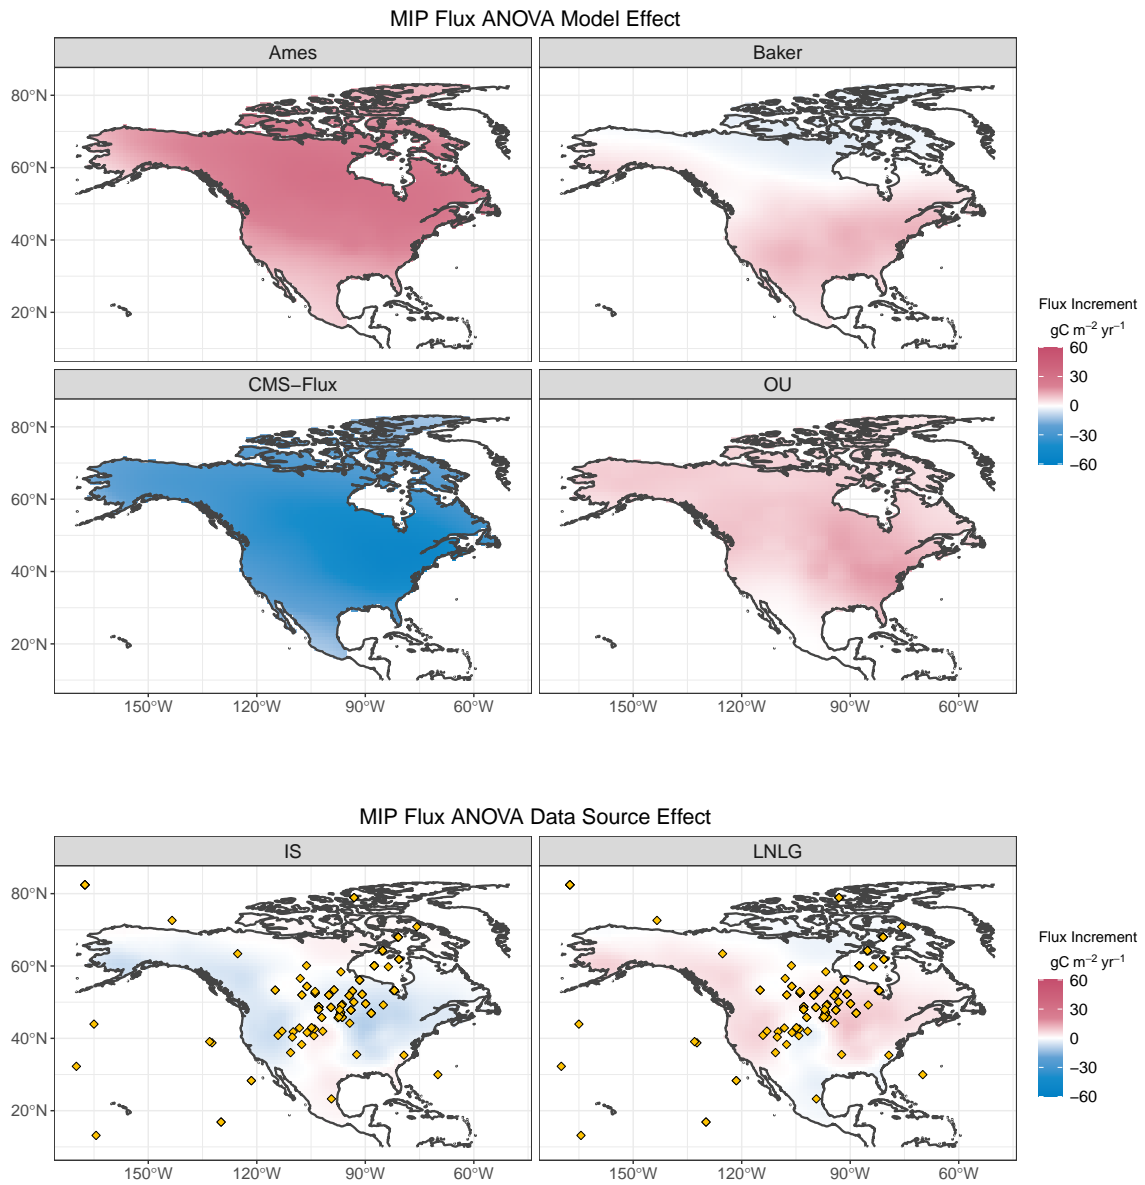 MIP Flux ANOVA Model Effect
Ames
Baker
80°N
60°N
40°N
20°N
CMS−Flux
OU
80°N
60°N
40°N
20°N
150°W 120°W 90°W 60°W
150°W 120°W 90°W 60°W
Flux Increment
gC m⁻² yr⁻¹
60
30
0
−30
−60
MIP Flux ANOVA Data Source Effect
IS
LNLG
80°N
60°N
40°N
20°N
150°W 120°W 90°W 60°W
150°W 120°W 90°W 60°W
Flux Increment
gC m⁻² yr⁻¹
60
30
0
−30
−60